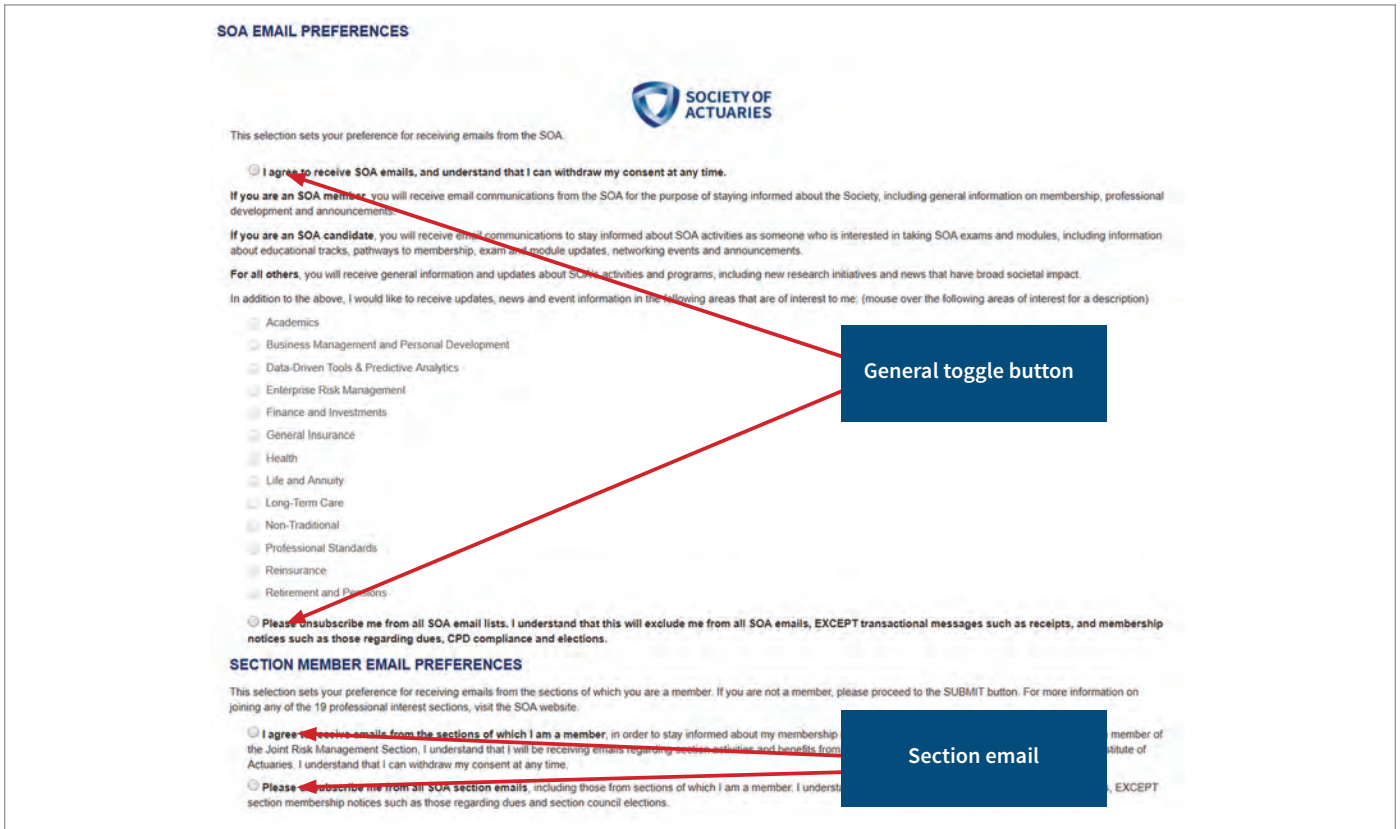 SOA EMAIL PREFERENCES
SOCIETY OF
ACTUARIES
This selection sets your preference for receiving emails from the SOA.
I agree to receive SOA emails, and understand that I can withdraw my consent at any time.
If you are an SOA member, you will receive email communications from the SOA for the purpose of staying informed about the Society, including general information on membership, professional
development and announcements.
If you are an SOA candidate, you will receive email communications to stay informed about SOA activities as someone who is interested in taking SOA exams and modules, including information
about educational tracks, pathways to membership, exam and module updates, networking events and announcements.
For all others, you will receive general information and updates about SOA's activities and programs, including new research initiatives and news that have broad societal impact.
In addition to the above, I would like to receive updates, news and event information in the following areas that are of interest to me: (mouse over the following areas of interest for a description)
Academics
Business Management and Personal Development
Data-Driven Tools & Predictive Analytics
Enterprise Risk Management
Finance and Investments
General Insurance
Health
Life and Annuity
Long-Term Care
Non-Traditional
Professional Standards
Reinsurance
Retirement and Pensions
General toggle button
Please unsubscribe me from all SOA email lists. I understand that this will exclude me from all SOA emails, EXCEPT transactional messages such as receipts, and membership
notices such as those regarding dues, CPD compliance and elections.
SECTION MEMBER EMAIL PREFERENCES
This selection sets your preference for receiving emails from the sections of which you are a member. If you are not a member, please proceed to the SUBMIT button. For more information on
joining any of the 19 professional interest sections, visit the SOA website.
I agree to receive emails from the sections of which I am a member, in order to stay informed about my membership member of
the Joint Risk Management Section, I understand that I will be receiving emails regarding section activities and benefits from stitute of
Actuaries. I understand that I can withdraw my consent at any time.
Please unsubscribe me from all SOA section emails, including those from sections of which I am a member. I underst , EXCEPT
section membership notices such as those regarding dues and section council elections.
Section email